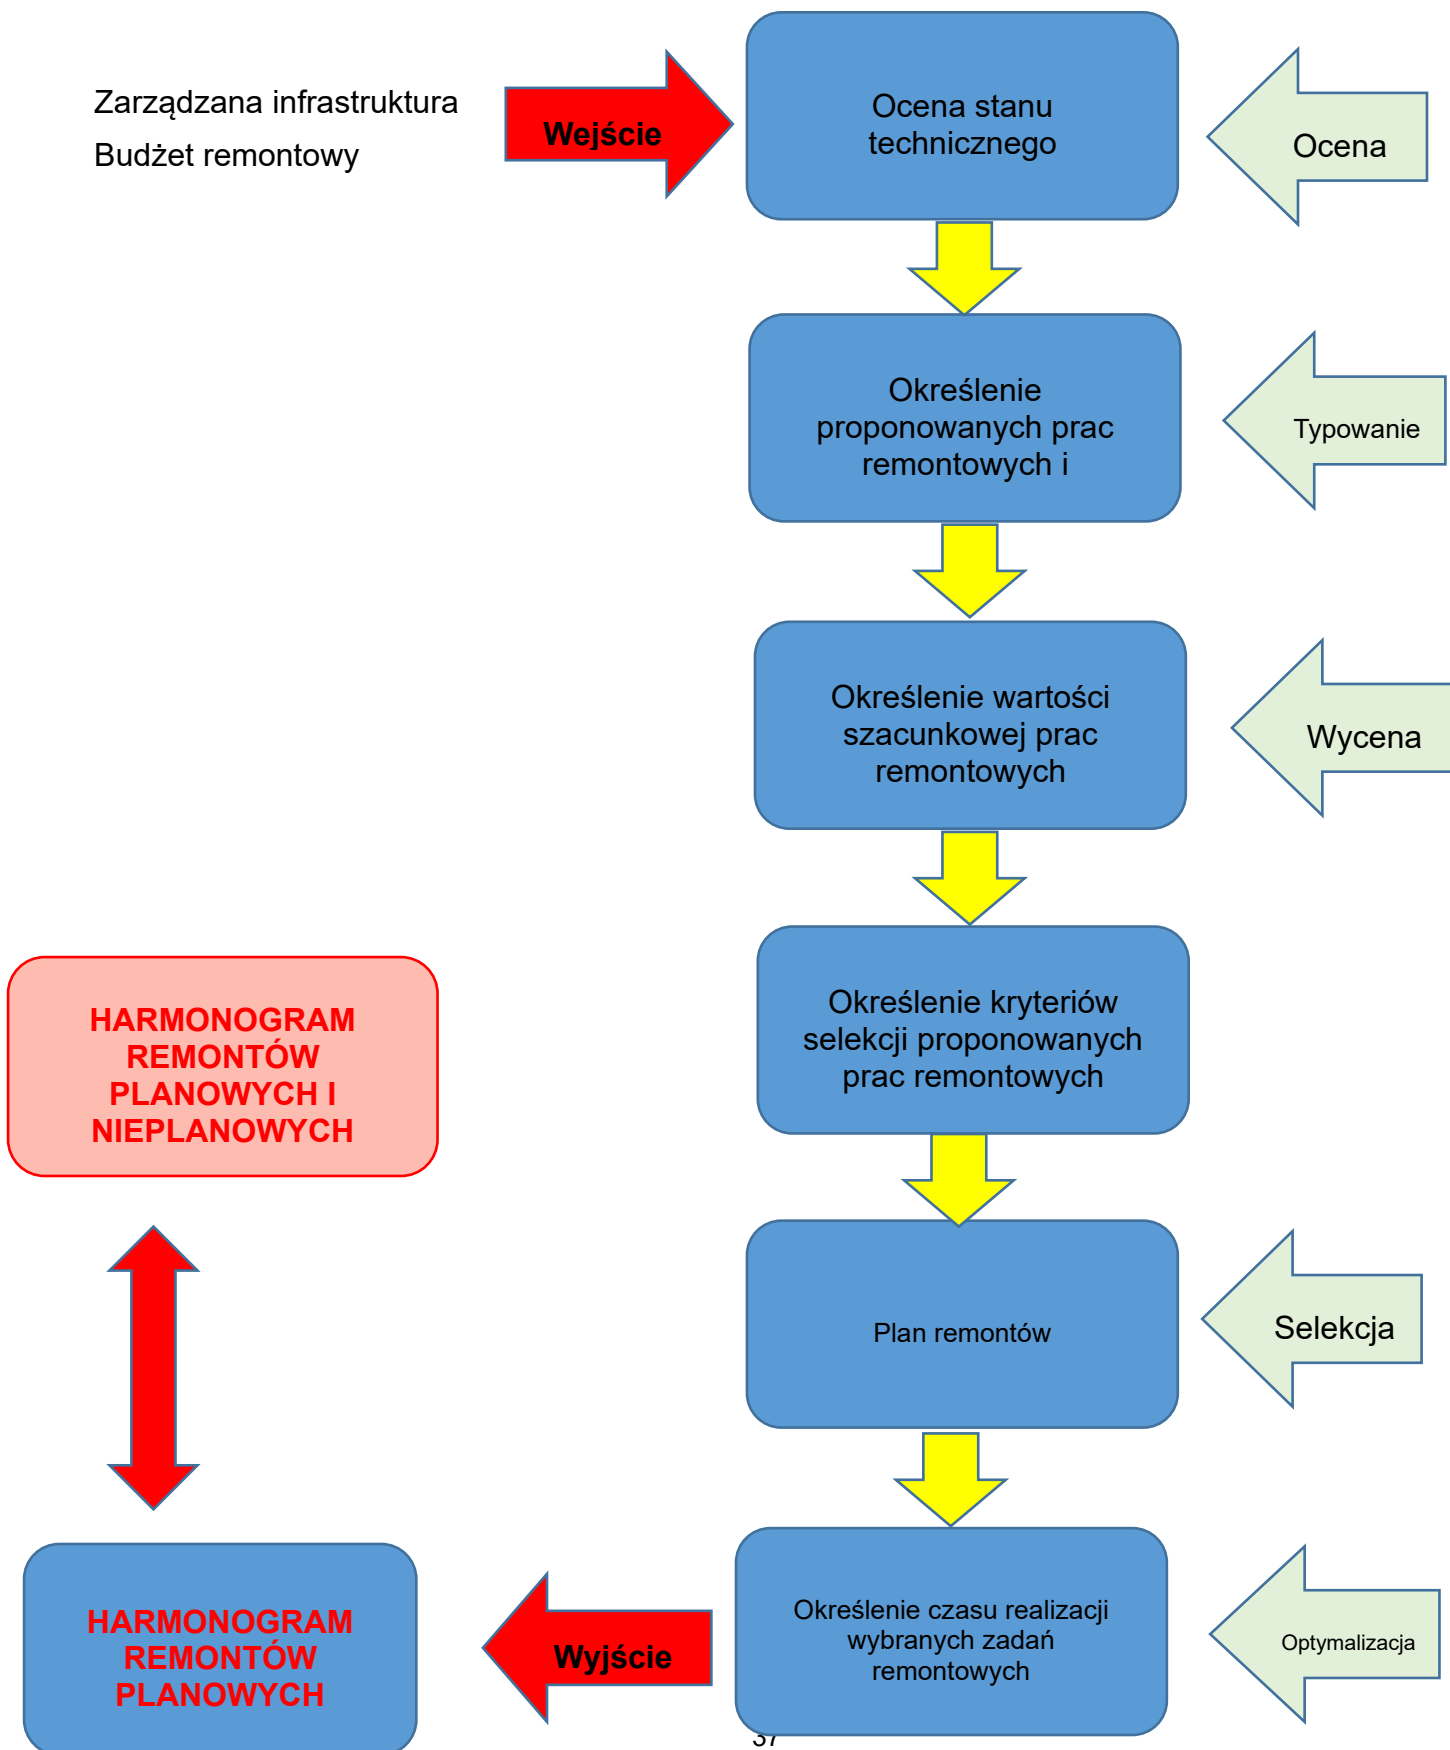 Zarządzana infrastruktura
Budżet remontowy
Wejście
Ocena stanu
technicznego
Ocena
Określenie
proponowanych prac
remontowych i
Typowanie
Określenie wartości
szacunkowej prac
remontowych
Wycena
Określenie kryteriów
selekcji proponowanych
prac remontowych
HARMONOGRAM
REMONTÓW
PLANOWYCH I
NIEPLANOWYCH
Plan remontów
Selekcja
Określenie czasu realizacji
wybranych zadań
remontowych
Optymalizacja
Wyjście
HARMONOGRAM
REMONTÓW
PLANOWYCH
37